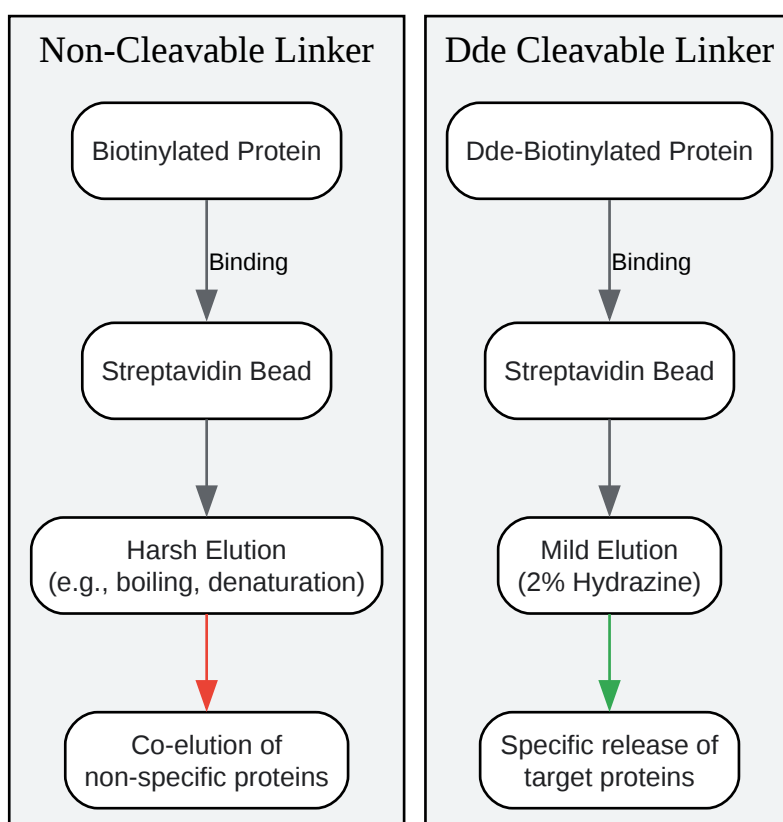 Non-Cleavable Linker
Biotinylated Protein
Binding
Streptavidin Bead
Harsh Elution
(e.g., boiling, denaturation)
Co-elution of
non-specific proteins
Dde Cleavable Linker
Dde-Biotinylated Protein
Binding
Streptavidin Bead
Mild Elution
(2% Hydrazine)
Specific release of
target proteins